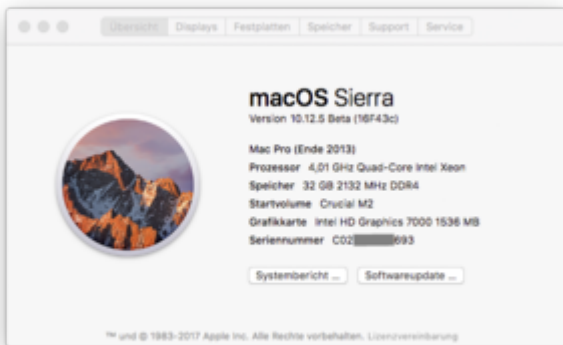 Übersicht Displays Festplatten Speicher Support Service
macOS Sierra
Version 10.12.5 Beta (16F43c)
Mac Pro (Ende 2013)
Prozessor 4,01 GHz Quad-Core Intel Xeon
Speicher 32 GB 2132 MHz DDR4
Startvolume Crucial M2
Grafikkarte Intel HD Graphics 7000 1536 MB
Seriennummer C02 693
Systembericht ... Softwareupdate ...
™ und © 1983-2017 Apple Inc. Alle Rechte vorbehalten. Lizenzvereinbarung